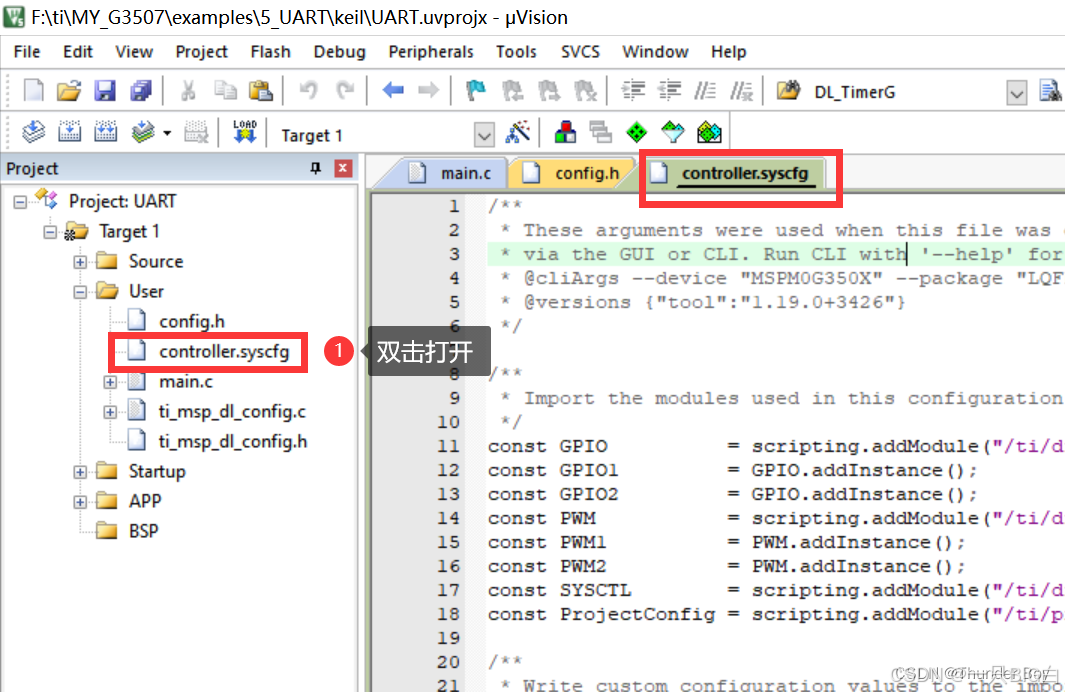 F:\ti\MY_G3507\examples\5_UART\keil\UART.uvprojx - µVision
File Edit View Project Flash Debug Peripherals Tools SVCS Window Help
DL_TimerG
LOAD
Target 1
Project
main.c
config.h
controller.syscfg
Project: UART
Target 1
Source
User
config.h
controller.syscfg
1
双击打开
main.c
ti_msp_dl_config.c
ti_msp_dl_config.h
Startup
APP
BSP
1 /**
2 * These arguments were used when this file was
3 * via the GUI or CLI. Run CLI with '--help' for
4 * @cliArgs --device "MSPM0G350X" --package "LQF
5 * @versions {"tool":"1.19.0+3426"}
6 */
8 /**
9 * Import the modules used in this configuration
10 */
11 const GPIO = scripting.addModule("/ti/d
12 const GPIO1 = GPIO.addInstance();
13 const GPIO2 = GPIO.addInstance();
14 const PWM = scripting.addModule("/ti/d
15 const PWM1 = PWM.addInstance();
16 const PWM2 = PWM.addInstance();
17 const SYSCTL = scripting.addModule("/ti/d
18 const ProjectConfig = scripting.addModule("/ti/p
19
20 /**
21 * Write custom configuration values to the impo
CSDN @Thunder_Boy